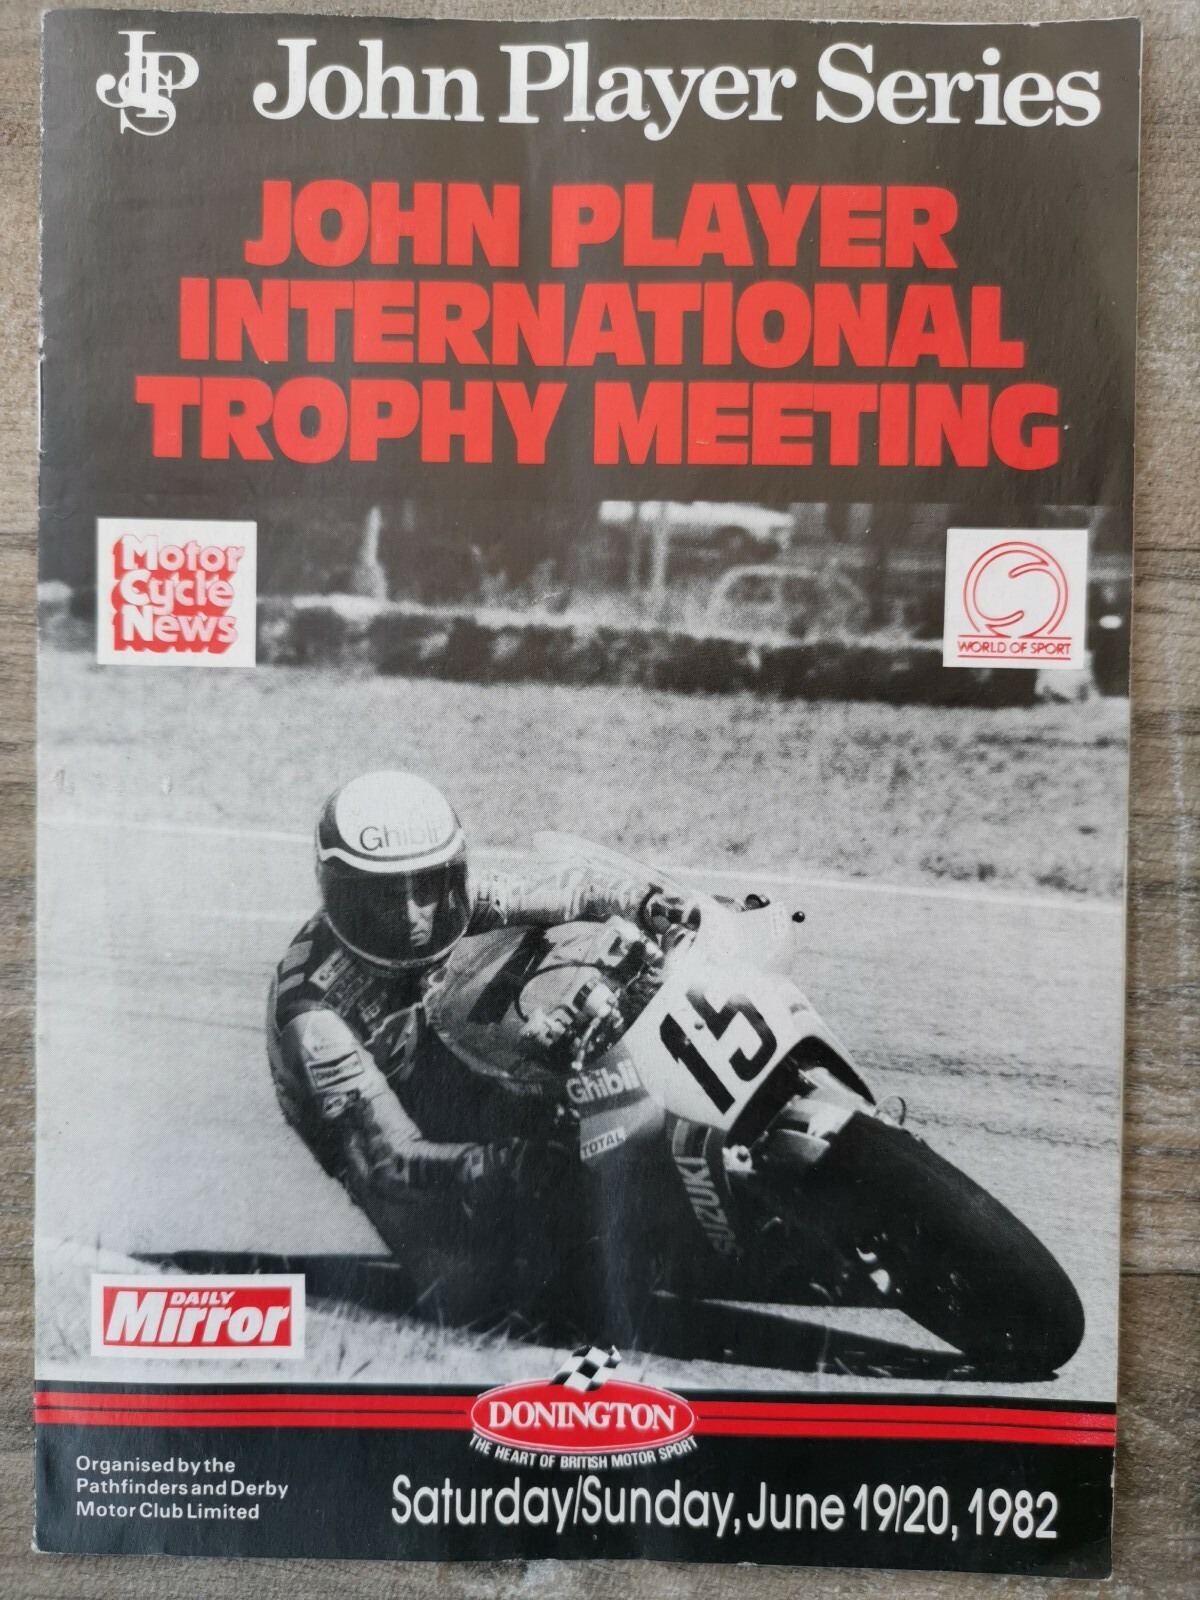 JPS John Player Series
JOHN PLAYER
INTERNATIONAL
TROPHY MEETING
Motor
Cycle
News
WORLD OF SPORT
Ghibli
15
Ghibli
TOTAL
SUZUKI
DAILY
Mirror
DONINGTON
THE HEART OF BRITISH MOTOR SPORT
Organised by the
Pathfinders and Derby
Motor Club Limited
Saturday/Sunday, June 19/20, 1982